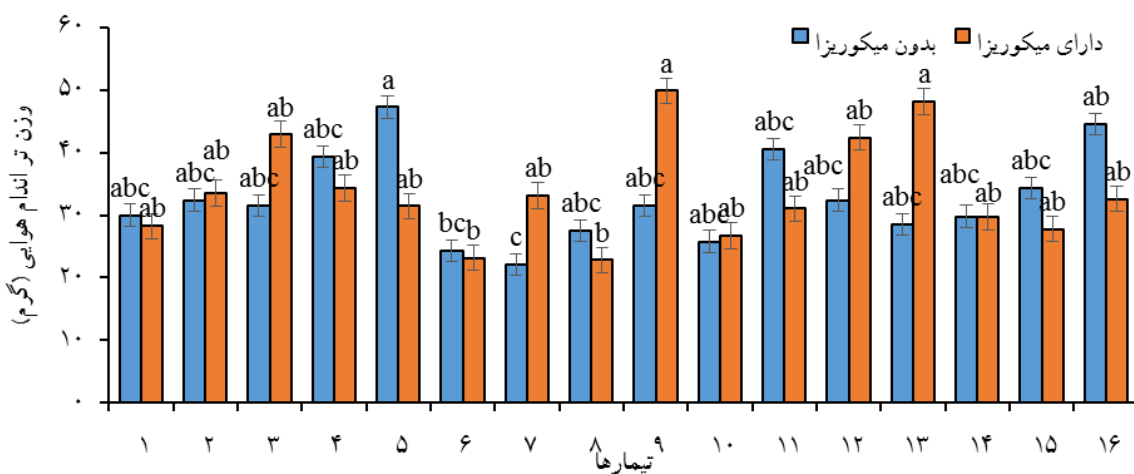 وزن تر اندام هوایی (گرم)
۶۰
۵۰
۴۰
۳۰
۲۰
۱۰
۰
بدون میکوریزا
دارای میکوریزا
abc ab
abc ab
abc ab
abc ab
a ab
bc b
c ab
abc b
abc a
abc ab
abc ab
abc ab
abc a
abc ab
abc ab
ab ab
۱ ۲ ۳ ۴ ۵ ۶ ۷ ۸ ۹ ۱۰ ۱۱ ۱۲ ۱۳ ۱۴ ۱۵ ۱۶
تیمارها